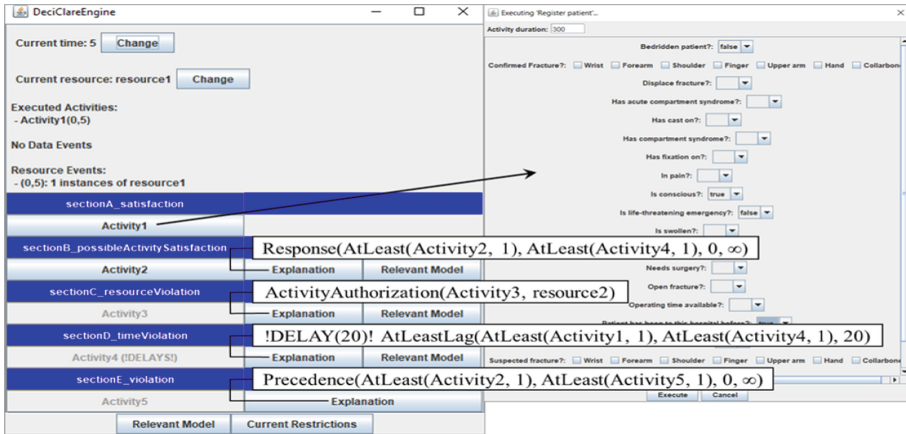 DeciClareEngine
Current time: 5 Change
Current resource: resource1 Change
Executed Activities:
- Activity1(0,5)
No Data Events
Resource Events:
- (0,5): 1 instances of resource1
sectionA_satisfaction
Activity1
sectionB_possibleActivitySatisfaction
Response(AtLeast(Activity2, 1), AtLeast(Activity4, 1), 0, ∞)
Activity2 Explanation Relevant Model
sectionC_resourceViolation
ActivityAuthorization(Activity3, resource2)
Activity3 Explanation Relevant Model
sectionD_timeViolation
!DELAY(20)! AtLeastLag(AtLeast(Activity1, 1), AtLeast(Activity4, 1), 20)
Activity4 (!DELAYS!) Explanation Relevant Model
sectionE_violation
Precedence(AtLeast(Activity2, 1), AtLeast(Activity5, 1), 0, ∞)
Activity5 Explanation
Relevant Model Current Restrictions
Executing 'Register patient'...
Activity duration: 300
Bedridden patient?: false
Confirmed Fracture?: Wrist Forearm Shoulder Finger Upper arm Hand Collarbon
Displace fracture?:
Has acute compartment syndrome?:
Has cast on?:
Has compartment syndrome?:
Has fixation on?:
In pain?:
Is conscious?: true
Is life-threatening emergency?: false
Is swollen?:
Needs surgery?:
Open fracture?:
Operating time available?:
Suspected fracture?: Wrist Forearm Shoulder Finger Upper arm Hand Collarbon
Execute Cancel